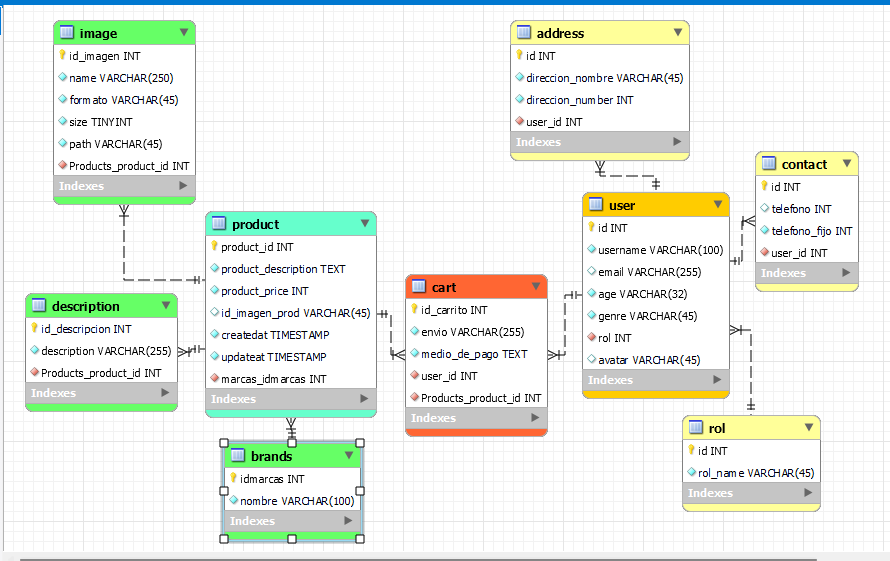 image
id_imagen INT
name VARCHAR(250)
formato VARCHAR(45)
size TINYINT
path VARCHAR(45)
Products_product_id INT
Indexes
address
id INT
direccion_nombre VARCHAR(45)
direccion_number INT
user_id INT
Indexes
contact
id INT
telefono INT
telefono_fijo INT
user_id INT
Indexes
product
product_id INT
product_description TEXT
product_price INT
id_imagen_prod VARCHAR(45)
createdat TIMESTAMP
updateat TIMESTAMP
marcas_idmarcas INT
Indexes
user
id INT
username VARCHAR(100)
email VARCHAR(255)
age VARCHAR(32)
genre VARCHAR(45)
rol INT
avatar VARCHAR(45)
Indexes
description
id_descripcion INT
description VARCHAR(255)
Products_product_id INT
Indexes
cart
id_carrito INT
envio VARCHAR(255)
medio_de_pago TEXT
user_id INT
Products_product_id INT
Indexes
brands
idmarcas INT
nombre VARCHAR(100)
Indexes
rol
id INT
rol_name VARCHAR(45)
Indexes